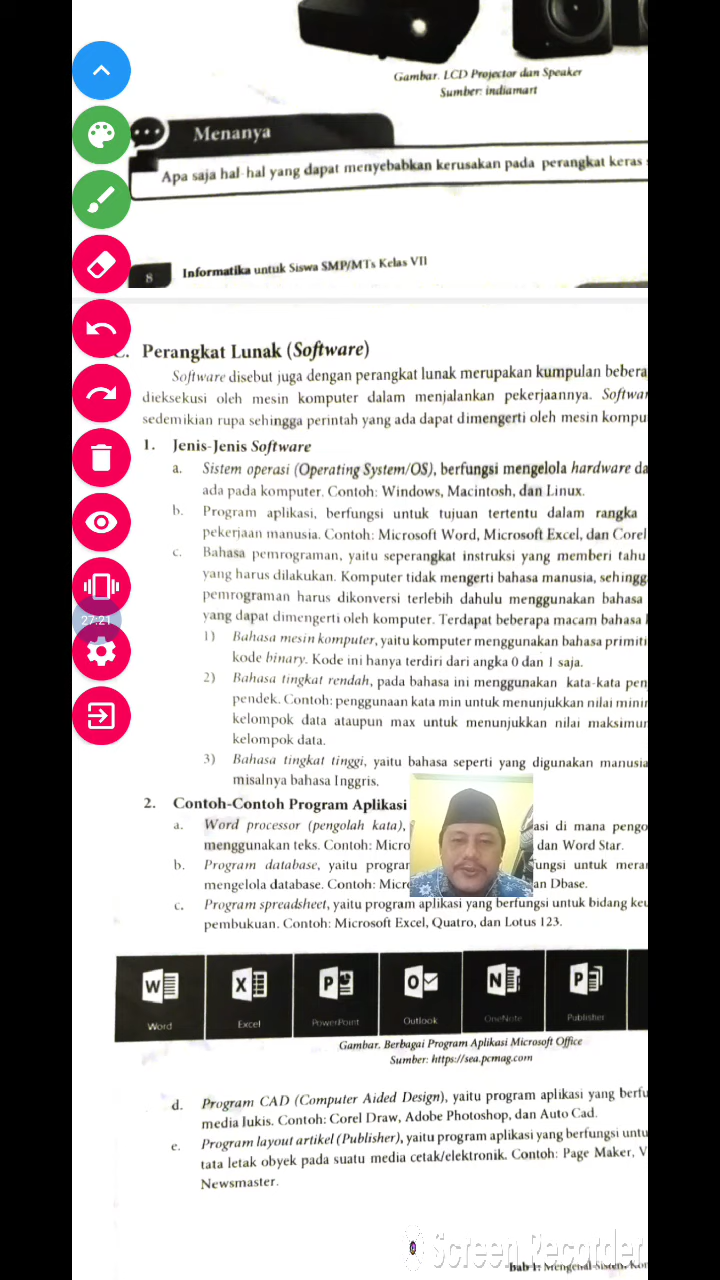 Gambar. LCD Projector dan Speaker
Sumber: indiamart
Menanya
Apa saja hal-hal yang dapat menyebabkan kerusakan pada perangkat keras
8 Informatika untuk Siswa SMP/MTs Kelas VII
C. Perangkat Lunak (Software)
Software disebut juga dengan perangkat lunak merupakan kumpulan bebera
dieksekusi oleh mesin komputer dalam menjalankan pekerjaannya. Softwar
sedemikian rupa sehingga perintah yang ada dapat dimengerti oleh mesin kompu
1. Jenis-Jenis Software
a. Sistem operasi (Operating System/OS), berfungsi mengelola hardware da
ada pada komputer. Contoh: Windows, Macintosh, dan Linux.
b. Program aplikasi, berfungsi untuk tujuan tertentu dalam rangka
pekerjaan manusia. Contoh: Microsoft Word, Microsoft Excel, dan Corel
c. Bahasa pemrograman, yaitu seperangkat instruksi yang memberi tahu
yang harus dilakukan. Komputer tidak mengerti bahasa manusia, sehingg
pemrograman harus dikonversi terlebih dahulu menggunakan bahasa
yang dapat dimengerti oleh komputer. Terdapat beberapa macam bahasa
27:21
1) Bahasa mesin komputer, yaitu komputer menggunakan bahasa primiti
kode binary. Kode ini hanya terdiri dari angka 0 dan 1 saja.
2) Bahasa tingkat rendah, pada bahasa ini menggunakan kata-kata pen
pendek. Contoh: penggunaan kata min untuk menunjukkan nilai minir
kelompok data ataupun max untuk menunjukkan nilai maksimur
kelompok data.
3) Bahasa tingkat tinggi, yaitu bahasa seperti yang digunakan manusia
misalnya bahasa Inggris.
2. Contoh-Contoh Program Aplikasi
a. Word processor (pengolah kata), asi di mana pengo
menggunakan teks. Contoh: Micro dan Word Star.
b. Program database, yaitu prograr fungsi untuk merar
mengelola database. Contoh: Micr an Dbase.
c. Program spreadsheet, yaitu program aplikasi yang berfungsi untuk bidang keu
pembukuan. Contoh: Microsoft Excel, Quatro, dan Lotus 123.
W X P O N P
Word Excel PowerPoint Outlook OneNote Publisher
Gambar. Berbagai Program Aplikasi Microsoft Office
Sumber: https://sea.pcmag.com
d. Program CAD (Computer Aided Design), yaitu program aplikasi yang berfu
media lukis. Contoh: Corel Draw, Adobe Photoshop, dan Auto Cad.
e. Program layout artikel (Publisher), yaitu program aplikasi yang berfungsi untu
tata letak obyek pada suatu media cetak/elektronik. Contoh: Page Maker, V
Newsmaster.
Screen Recorder
bab 1: Mengenal Sistem Kor